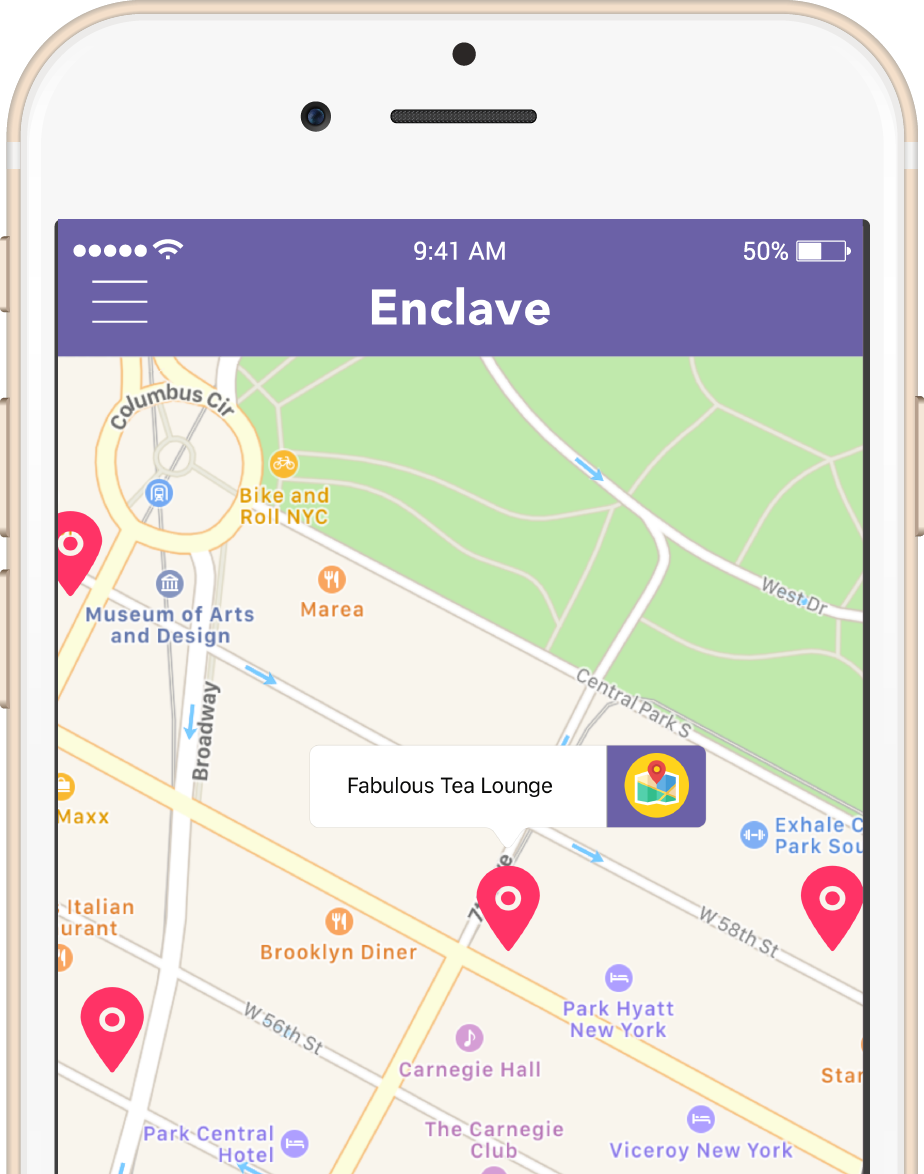 9:41 AM
50%
Enclave
Columbus Cir
Bike and
Roll NYC
Marea
Museum of Arts
and Design
West Dr
Central Park S
Broadway
Fabulous Tea Lounge
Maxx
Exhale C
Park Sou
Italian
urant
W 58th St
Brooklyn Diner
Park Hyatt
New York
W 56th St
Carnegie Hall
Star
Park Central
Hotel
The Carnegie
Club
Viceroy New York